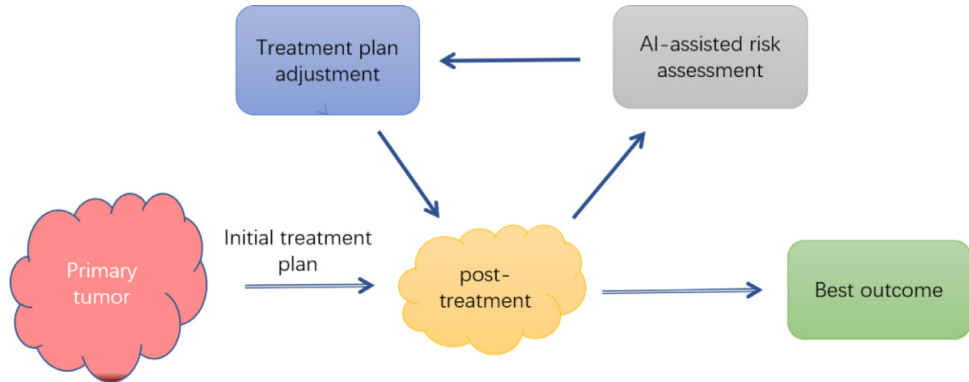 Treatment plan
adjustment
AI-assisted risk
assessment
Primary
tumor
Initial treatment
plan
post-
treatment
Best outcome